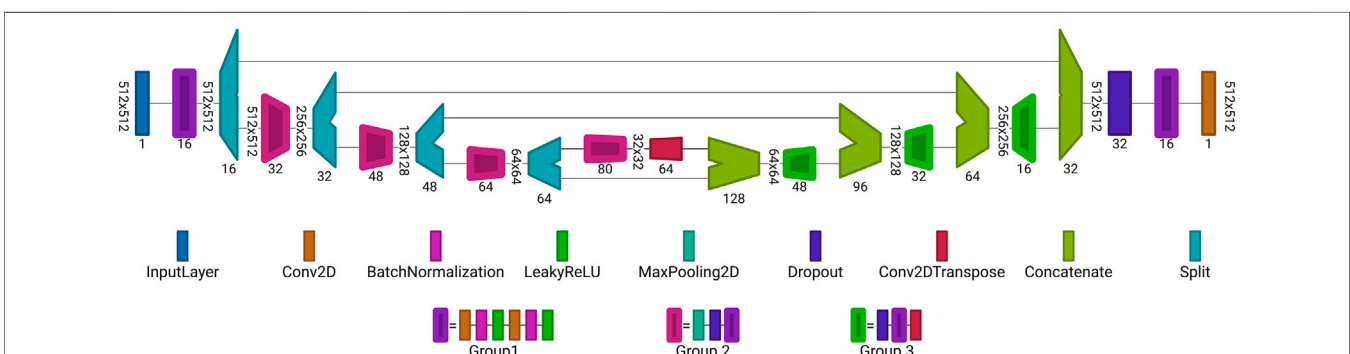 512x512
1
16
512x512
16
512x512
32
256x256
32
48
128x128
48
64
64x64
64
80
32x32
64
128
64x64
48
96
128x128
32
64
256x256
16
32
512x512
32
16
1
512x512
InputLayer Conv2D BatchNormalization LeakyReLU MaxPooling2D Dropout Conv2DTranspose Concatenate Split
= = =
Group1 Group 2 Group 3